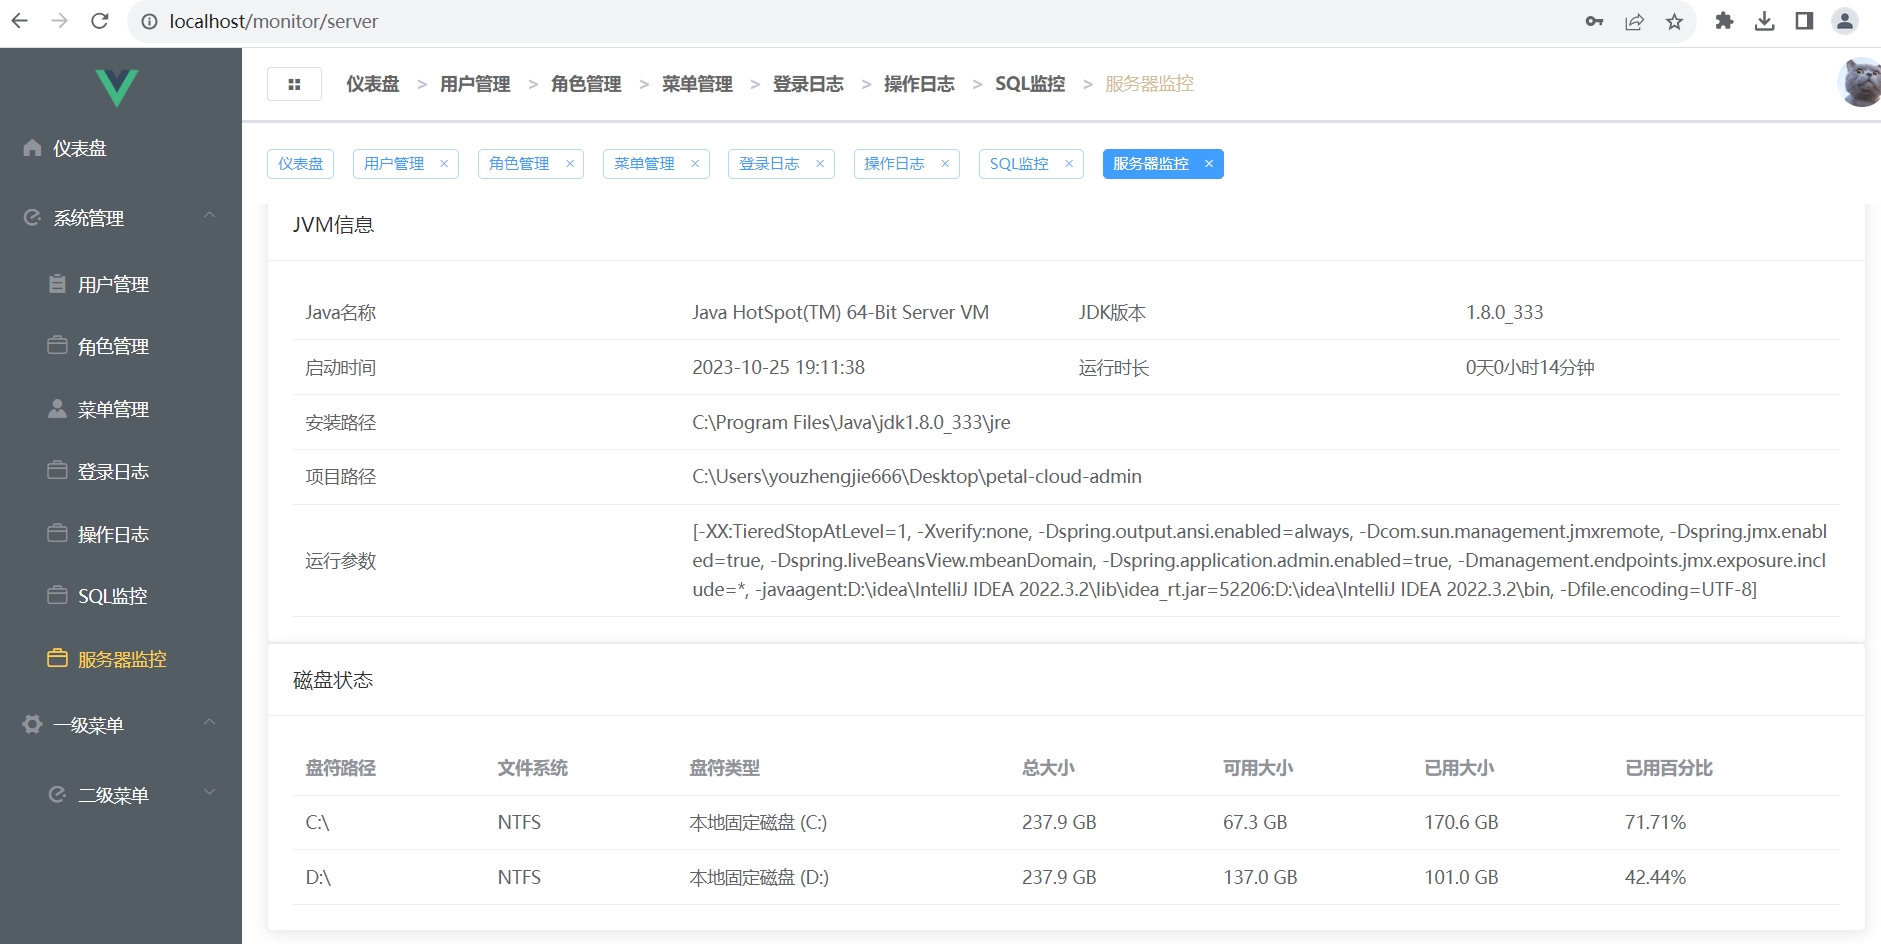 localhost/monitor/server
仪表盘 > 用户管理 > 角色管理 > 菜单管理 > 登录日志 > 操作日志 > SQL监控 > 服务器监控
仪表盘 用户管理 × 角色管理 × 菜单管理 × 登录日志 × 操作日志 × SQL监控 × 服务器监控 ×
仪表盘
系统管理
用户管理
角色管理
菜单管理
登录日志
操作日志
SQL监控
服务器监控
一级菜单
二级菜单
JVM信息
Java名称 Java HotSpot(TM) 64-Bit Server VM JDK版本 1.8.0_333
启动时间 2023-10-25 19:11:38 运行时长 0天0小时14分钟
安装路径 C:\Program Files\Java\jdk1.8.0_333\jre
项目路径 C:\Users\youzhengjie666\Desktop\petal-cloud-admin
运行参数
[-XX:TieredStopAtLevel=1, -Xverify:none, -Dspring.output.ansi.enabled=always, -Dcom.sun.management.jmxremote, -Dspring.jmx.enabl
ed=true, -Dspring.liveBeansView.mbeanDomain, -Dspring.application.admin.enabled=true, -Dmanagement.endpoints.jmx.exposure.incl
ude=*, -javaagent:D:\idea\IntelliJ IDEA 2022.3.2\lib\idea_rt.jar=52206:D:\idea\IntelliJ IDEA 2022.3.2\bin, -Dfile.encoding=UTF-8]
磁盘状态
盘符路径 文件系统 盘符类型 总大小 可用大小 已用大小 已用百分比
C:\ NTFS 本地固定磁盘 (C:) 237.9 GB 67.3 GB 170.6 GB 71.71%
D:\ NTFS 本地固定磁盘 (D:) 237.9 GB 137.0 GB 101.0 GB 42.44%